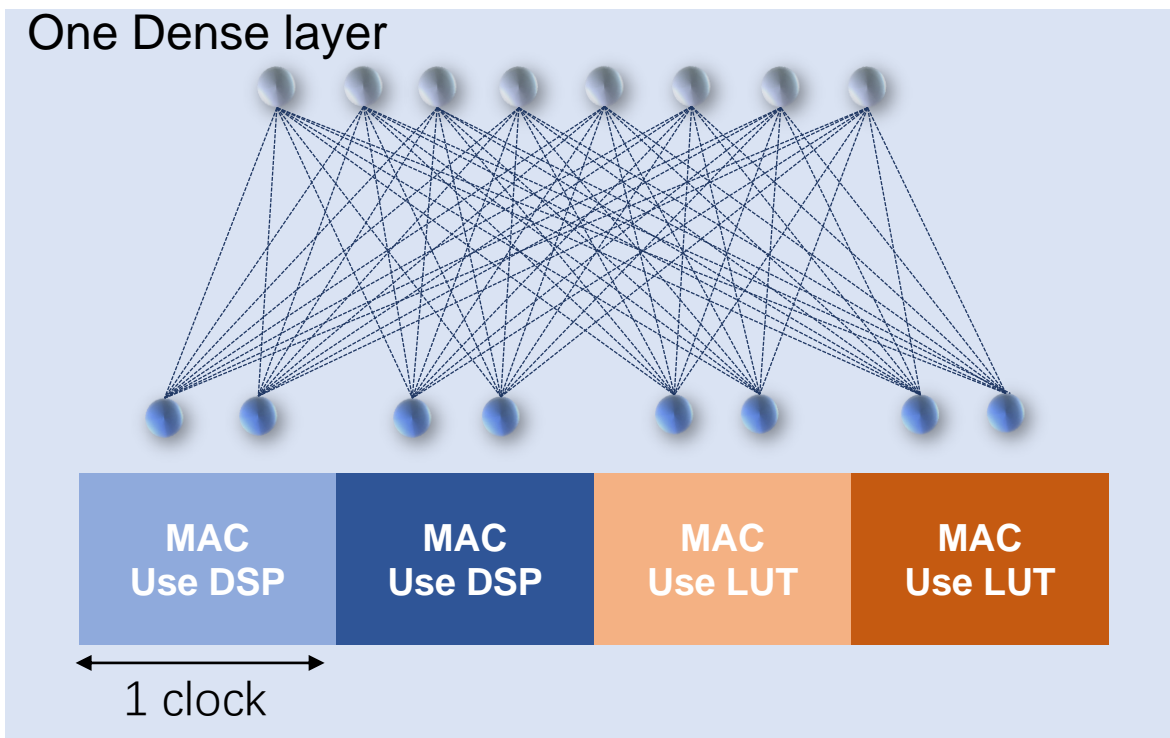 One Dense layer
MAC
Use DSP
MAC
Use DSP
MAC
Use LUT
MAC
Use LUT
1 clock